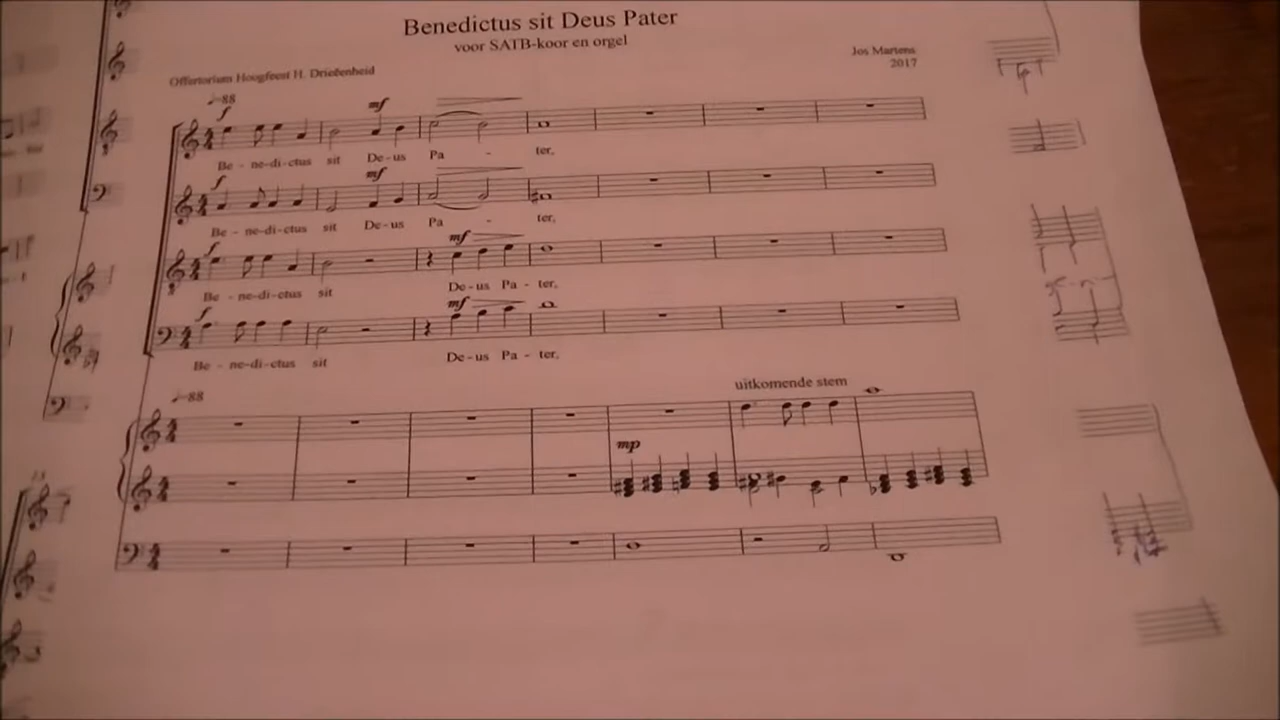 Benedictus sit Deus Pater
voor SATB-koor en orgel
Offertorium Hoogfeest H. Driëenheid
Jos Martens
2017
♩=88
f
mf
Be - ne-di-ctus sit De-us Pa - ter,
f
mf
Be - ne-di-ctus sit De-us Pa - ter,
f
mf
Be - ne-di-ctus sit De-us Pa - ter,
f
mf
Be - ne-di-ctus sit De-us Pa - ter,
♩=88
uitkomende stem
mp